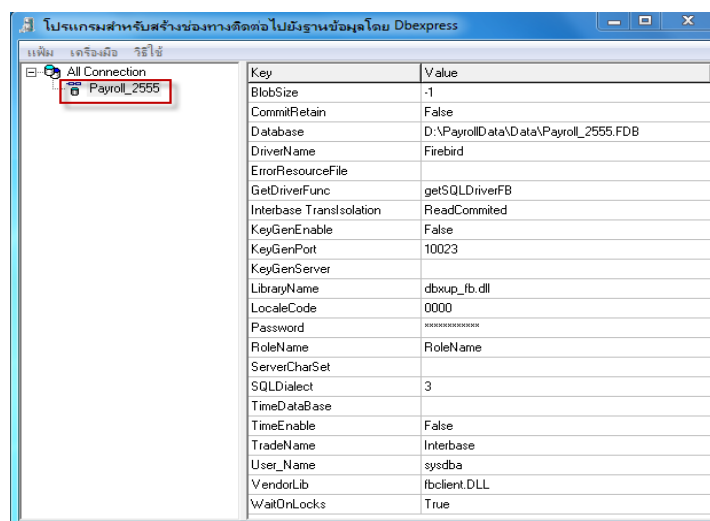 โปรแกรมสำหรับสร้างช่องทางติดต่อไปยังฐานข้อมูลโดย Dbexpress
แฟ้ม เครื่องมือ วิธีใช้
All Connection
Payroll_2555
Key Value
BlobSize -1
CommitRetain False
Database D:\PayrollData\Data\Payroll_2555.FDB
DriverName Firebird
ErrorResourceFile
GetDriverFunc getSQLDriverFB
Interbase TransIsolation ReadCommited
KeyGenEnable False
KeyGenPort 10023
KeyGenServer
LibraryName dbxup_fb.dll
LocaleCode 0000
Password ************
RoleName RoleName
ServerCharSet
SQLDialect 3
TimeDataBase
TimeEnable False
TradeName Interbase
User_Name sysdba
VendorLib fbclient.DLL
WaitOnLocks True